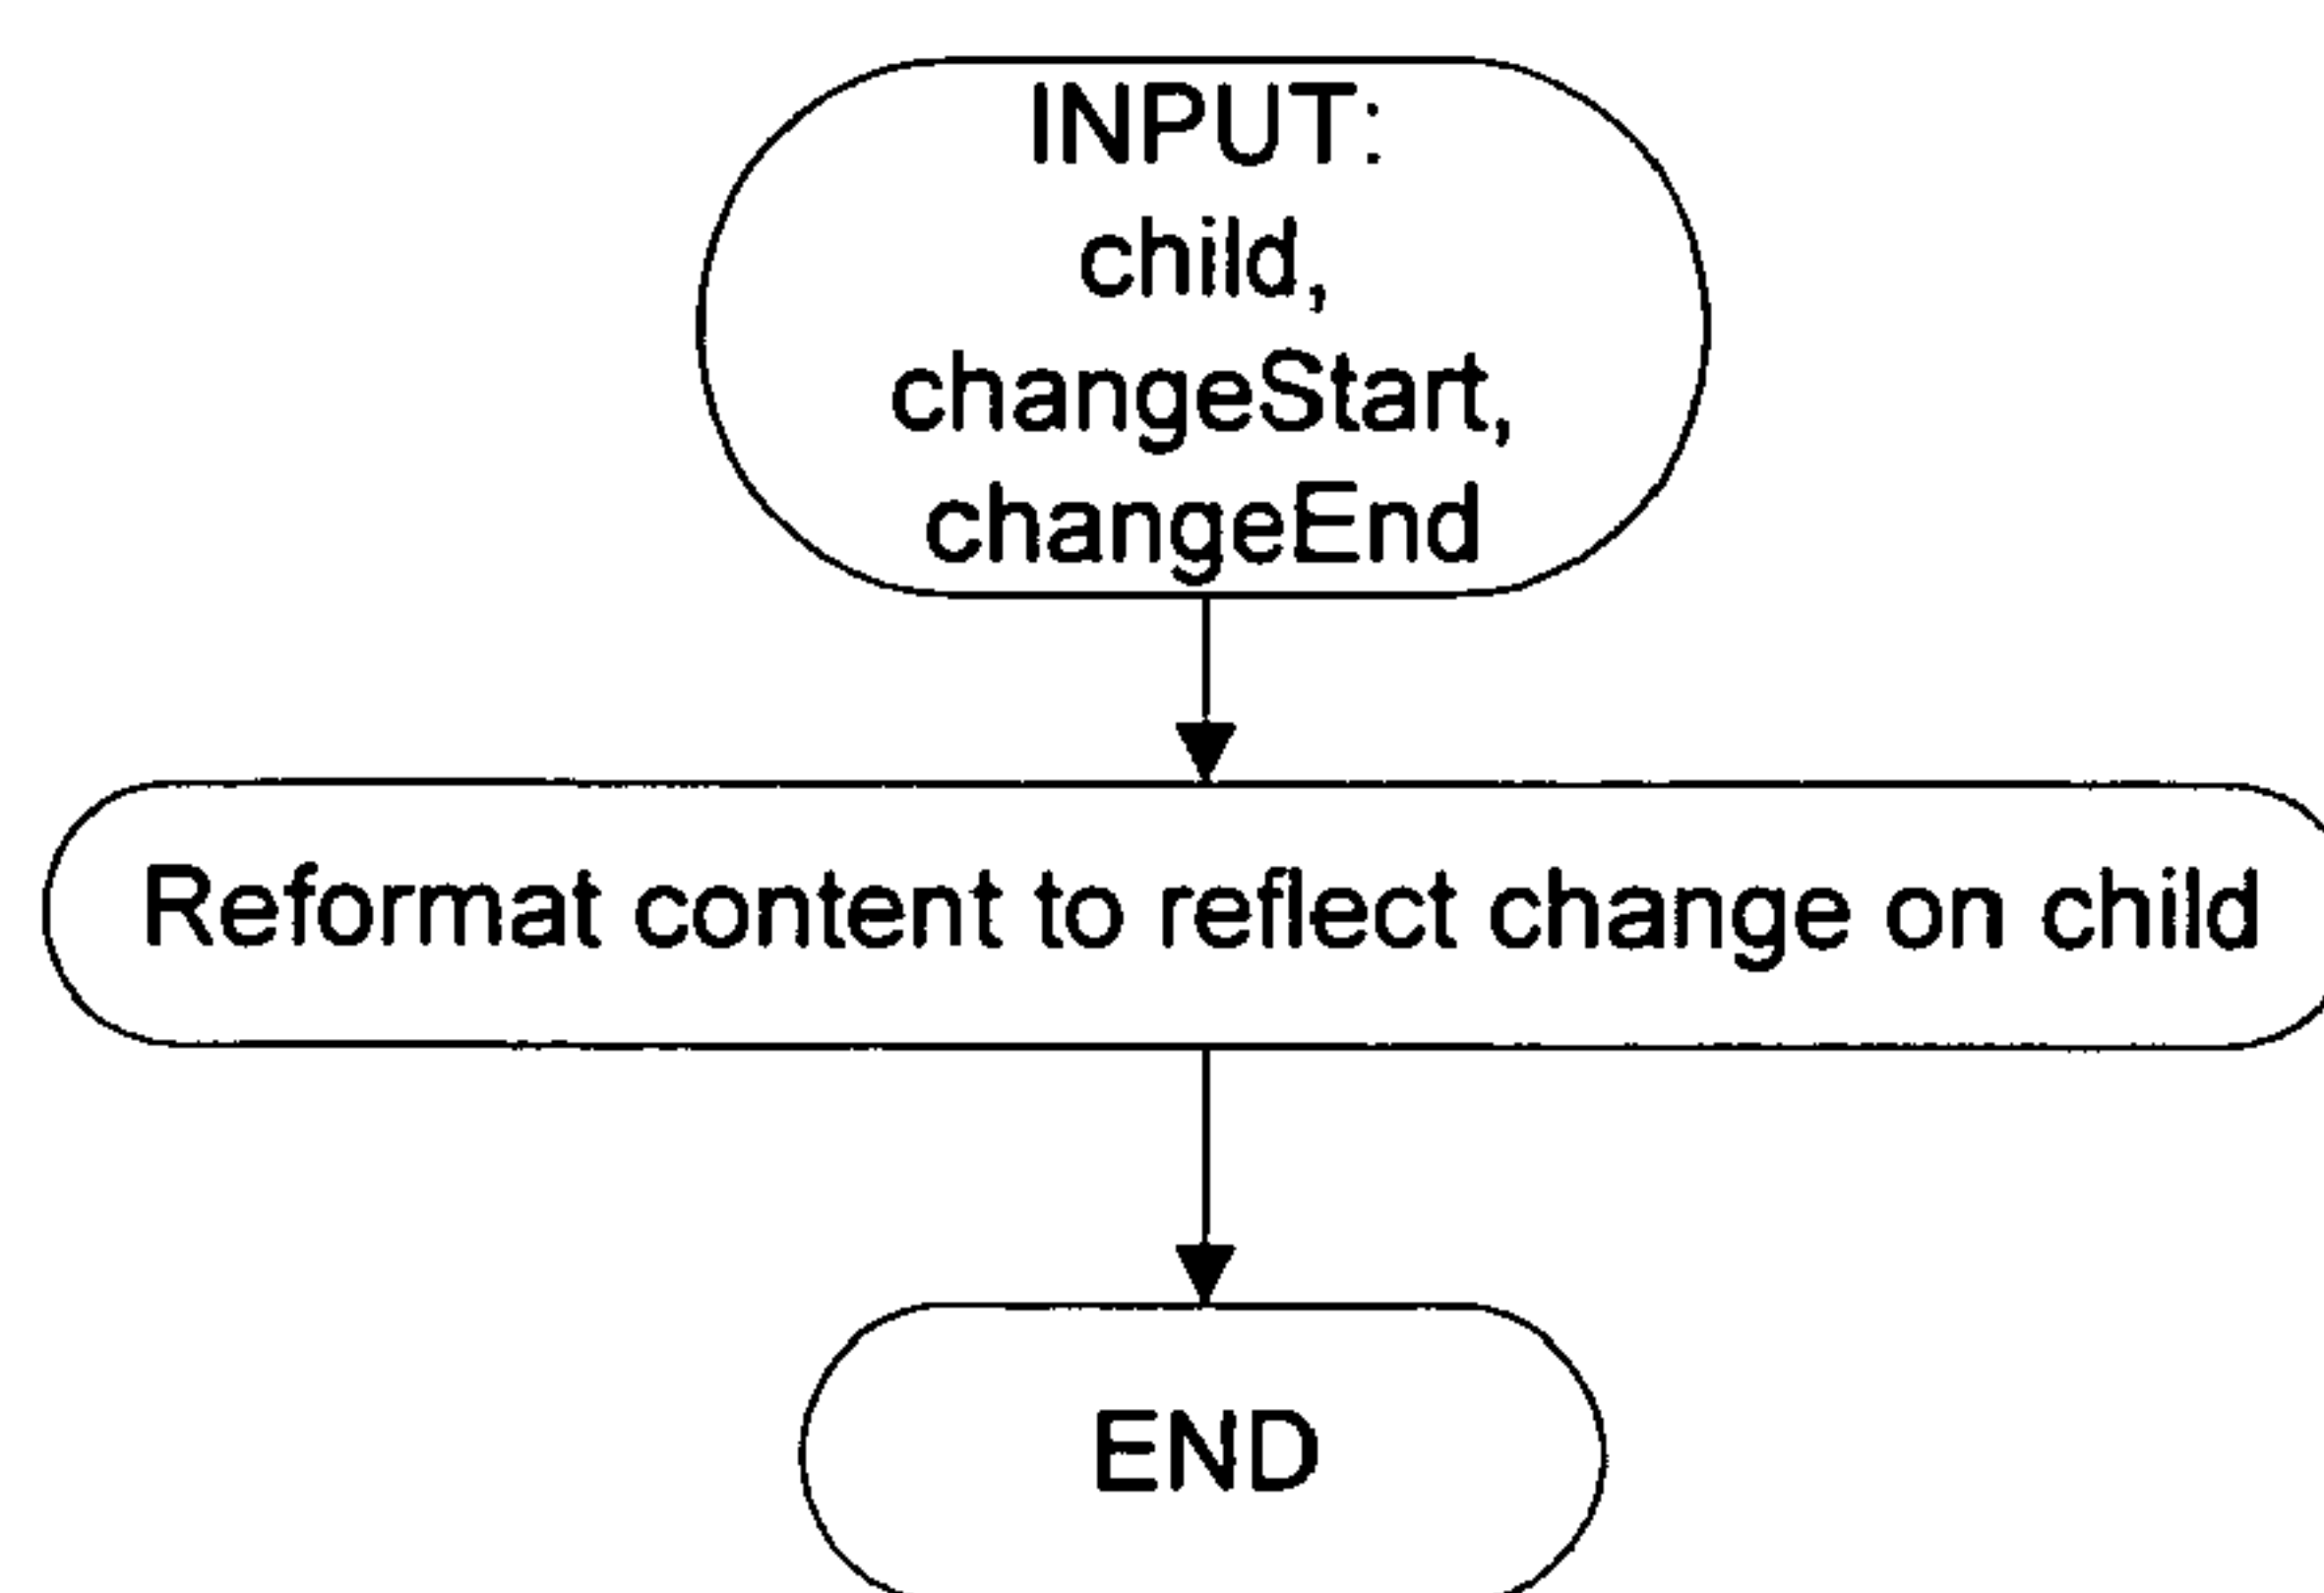 INPUT:
child,
changeStart,
changeEnd
Reformat content to reflect change on child
END